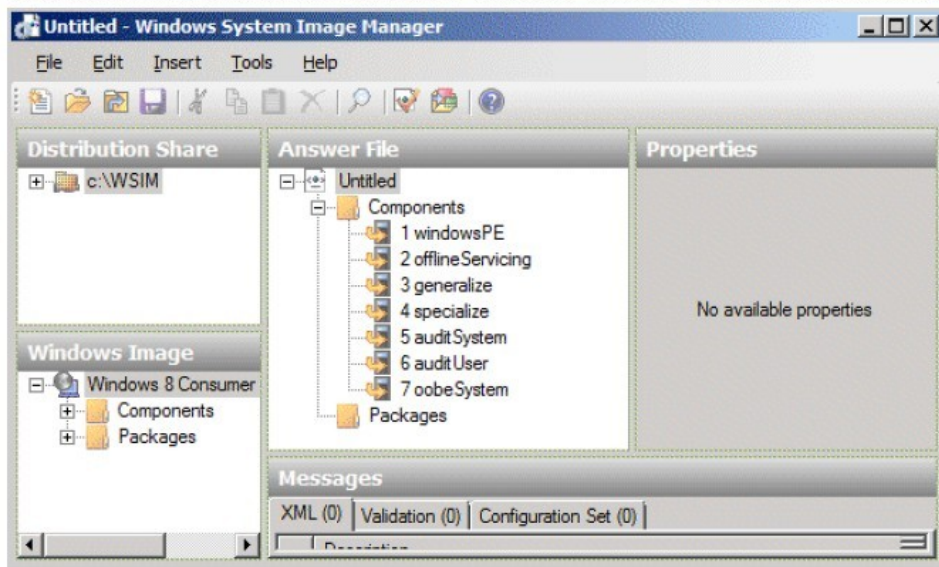 Untitled - Windows System Image Manager
File Edit Insert Tools Help
Distribution Share
c:\WSIM
Windows Image
Windows 8 Consumer
Components
Packages
Answer File
Untitled
Components
1 windowsPE
2 offlineServicing
3 generalize
4 specialize
5 auditSystem
6 auditUser
7 oobeSystem
Packages
Properties
No available properties
Messages
XML (0) Validation (0) Configuration Set (0)
Description